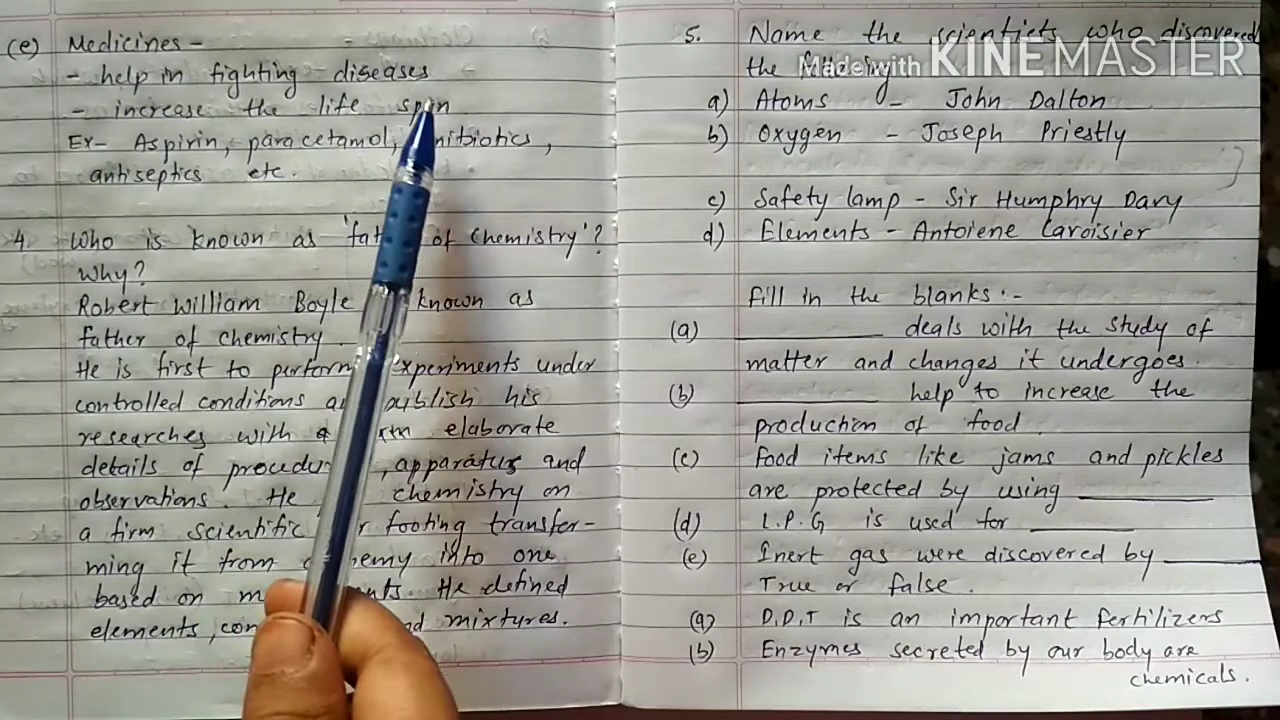 (e) Medicines -
- help in fighting diseases
- increase the life span
Ex- Aspirin, paracetamol,
antiseptics etc.
4. Who is known as 'fat of Chemistry'?
Why?
Robert William Boyle known as
father of chemistry.
He is first to perform experiments under
controlled conditions publish his
researches with elaborate
details of , apparatus and
observations. He chemistry on
a firm scientific footing transfer-
ming it from into one
based on He defined
elements, mixtures.
Made with KINEMASTER
5. Name the scientists who discovered
the following
a) Atoms - John Dalton
b) Oxygen - Joseph Priestly
c) Safety lamp - Sir Humphry Davy
d) Elements - Antoiene Lavoisier
Fill in the blanks :-
(a) ________ deals with the study of
matter and changes it undergoes.
(b) ________ help to increase the
production of food.
(c) Food items like jams and pickles
are protected by using ________
(d) L.P.G is used for ________
(e) Inert gas were discovered by ________
True or false.
(a) D.D.T is an important fertilizers
(b) Enzymes secreted by our body are
chemicals.